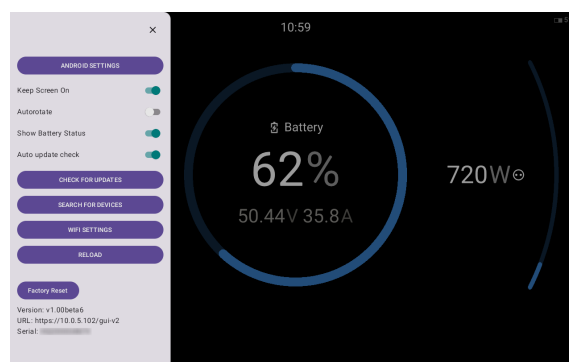 10:59
5
ANDROID SETTINGS
Keep Screen On
Autorotate
Show Battery Status
Auto update check
CHECK FOR UPDATES
SEARCH FOR DEVICES
WIFI SETTINGS
RELOAD
Factory Reset
Version: v1.00beta6
URL: https://10.0.5.102/gui-v2
Serial:
Battery
62%
50.44V 35.8A
720W